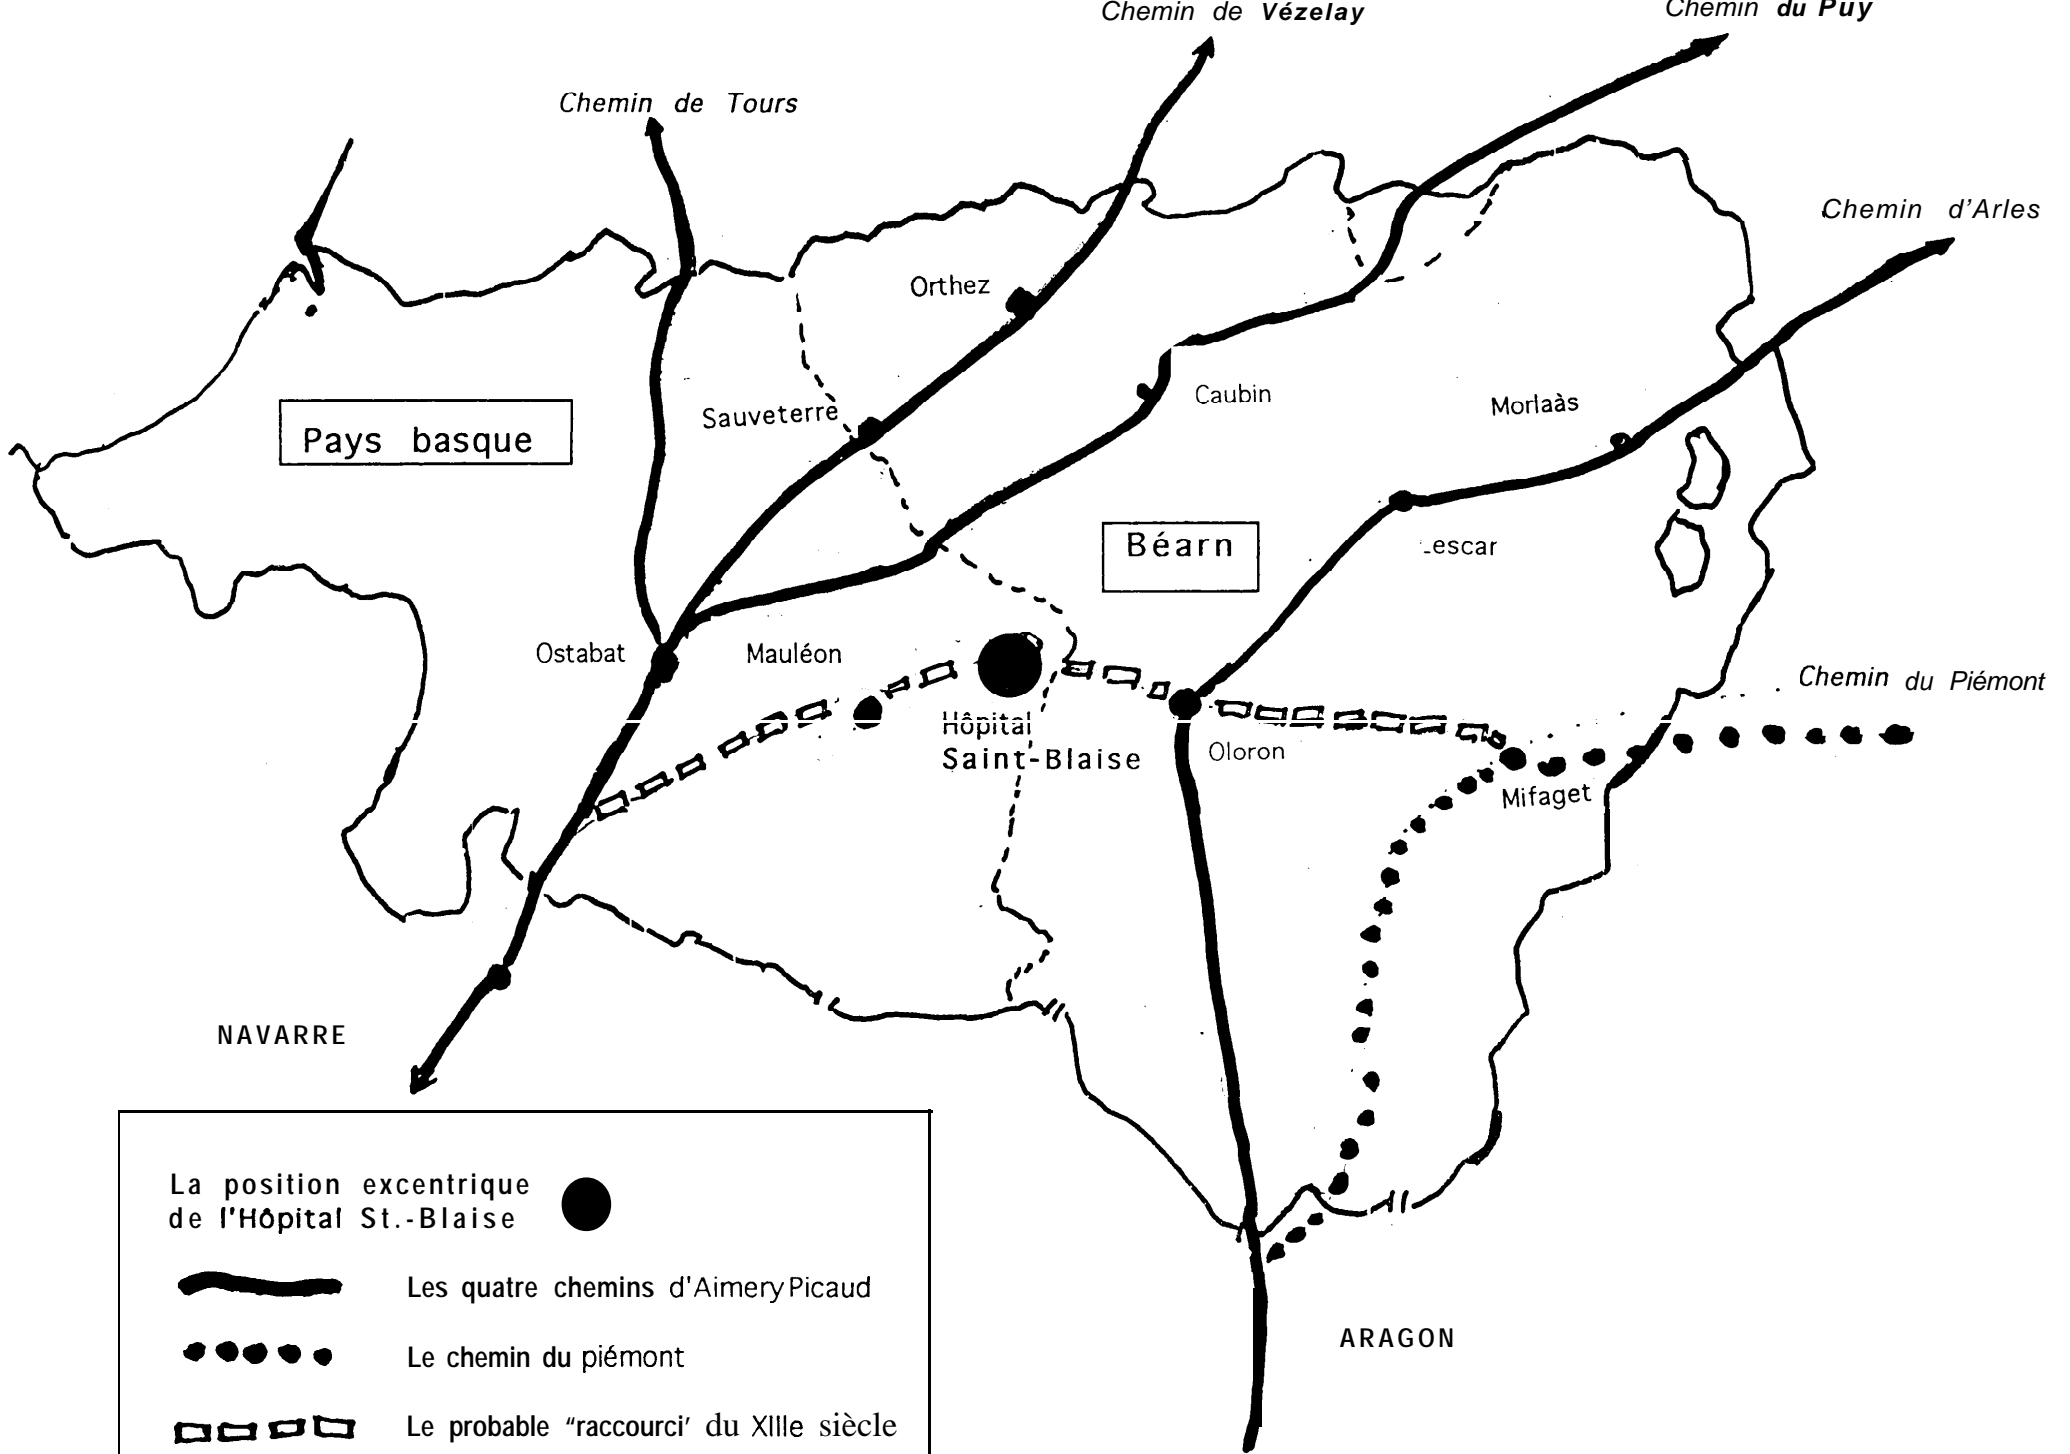 Chemin de Vézelay
Chemin du Puy
Chemin de Tours
Chemin d'Arles
Orthez
Caubin
Sauveterre
Morlaàs
Pays basque
Béarn
escar
Ostabat
Mauléon
Chemin du Piémont
Hôpital
Saint-Blaise
Oloron
Mifaget
NAVARRE
La position excentrique
de l'Hôpital St.-Blaise
Les quatre chemins d'Aimery Picaud
ARAGON
Le chemin du piémont
Le probable "raccourci' du XIIIe siècle